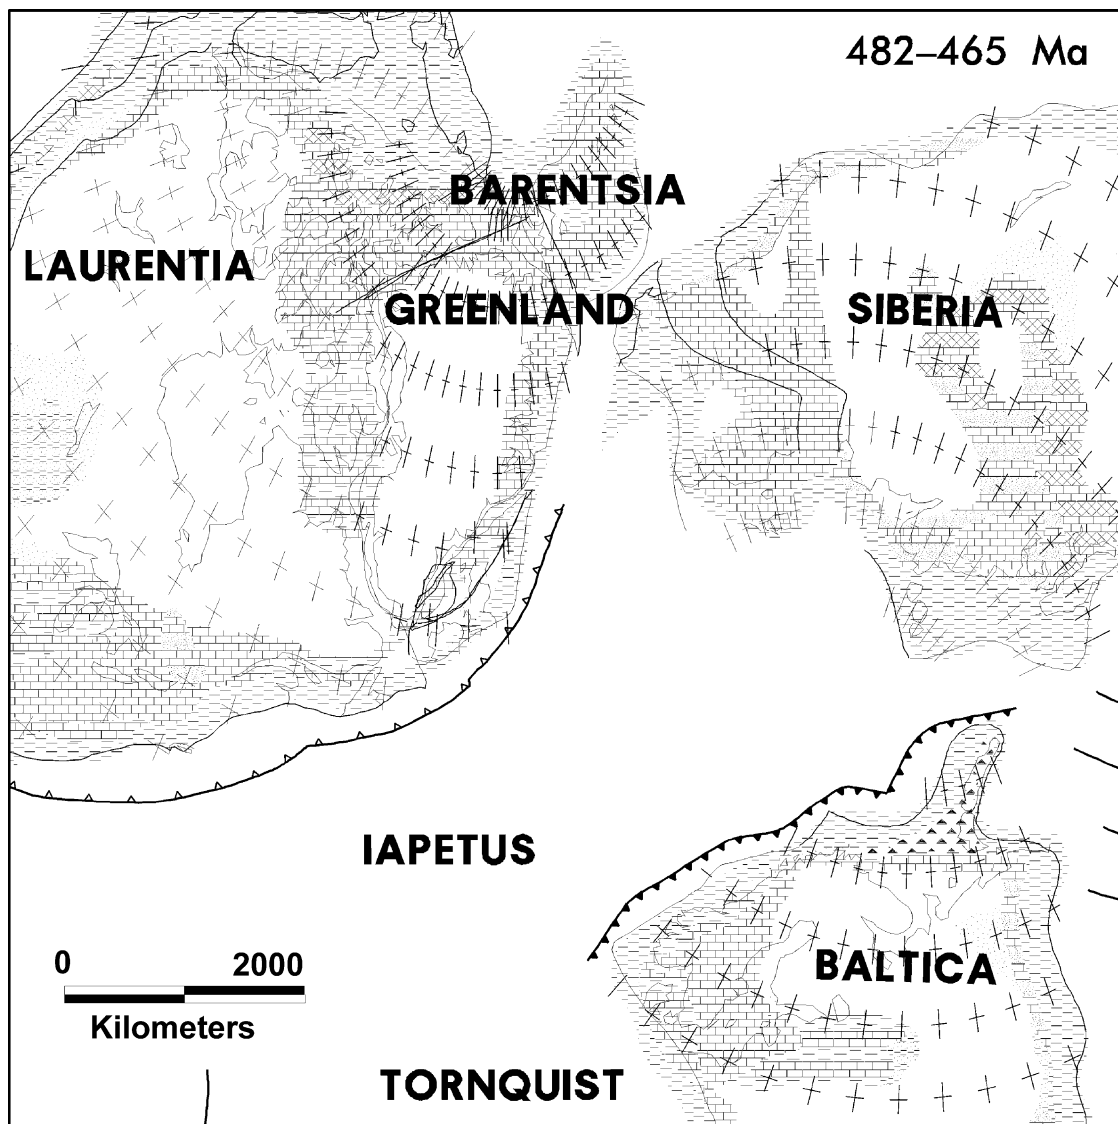 482–465 Ma
BARENTSIA
LAURENTIA
GREENLAND
SIBERIA
IAPETUS
BALTICA
0 2000
Kilometers
TORNQUIST